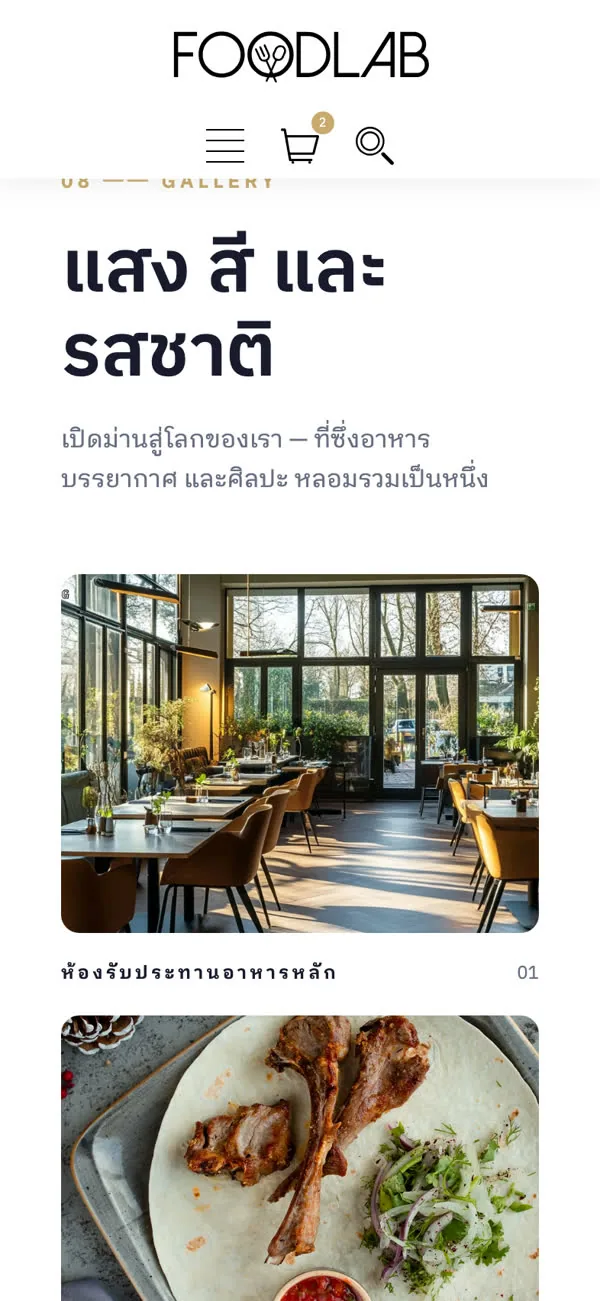 FOODLAB
2
08 —— GALLERY
แสง สี และ
รสชาติ
เปิดม่านสู่โลกของเรา — ที่ซึ่งอาหาร
บรรยากาศ และศิลปะ หลอมรวมเป็นหนึ่ง
ห้องรับประทานอาหารหลัก
01